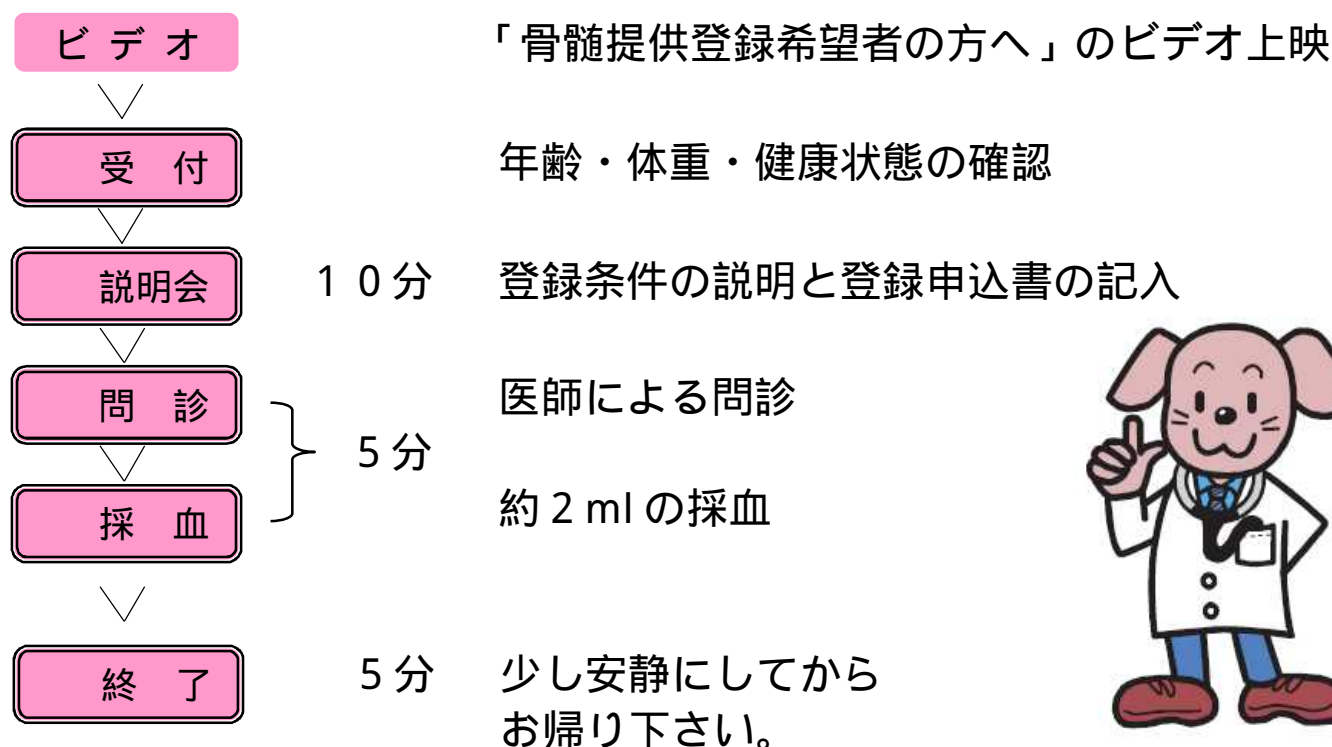 ビデオ 「骨髄提供登録希望者の方へ」のビデオ上映
受付 年齢・体重・健康状態の確認
説明会 10分 登録条件の説明と登録申込書の記入
問診 医師による問診
5分
採血 約2mlの採血
終了 5分 少し安静にしてから
お帰り下さい。